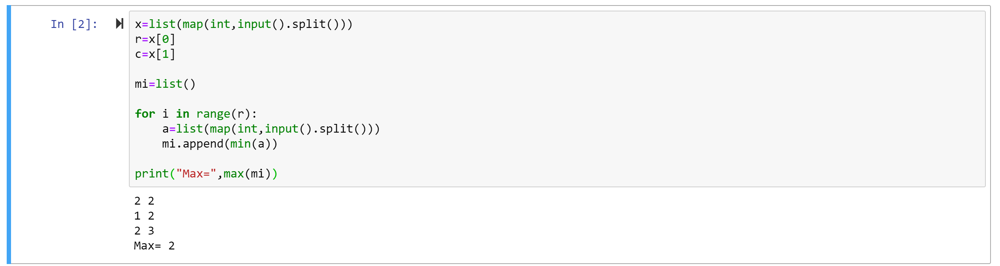 In [2]:
x=list(map(int,input().split()))
r=x[0]
c=x[1]
mi=list()
for i in range(r):
    a=list(map(int,input().split()))
    mi.append(min(a))
print("Max=",max(mi))
2 2
1 2
2 3
Max= 2